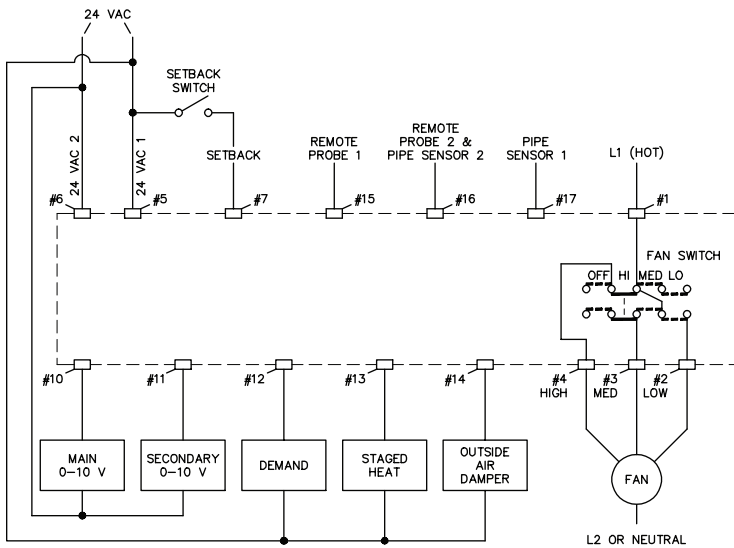 24 VAC
SETBACK
SWITCH
24 VAC 2
24 VAC 1
SETBACK
REMOTE
PROBE 1
REMOTE
PROBE 2 &
PIPE SENSOR 2
PIPE
SENSOR 1
L1 (HOT)
#6
#5
#7
#15
#16
#17
#1
FAN SWITCH
OFF HI MED LO
#10
#11
#12
#13
#14
#4
#3
#2
HIGH
MED
LOW
MAIN
0-10 V
SECONDARY
0-10 V
DEMAND
STAGED
HEAT
OUTSIDE
AIR
DAMPER
FAN
L2 OR NEUTRAL